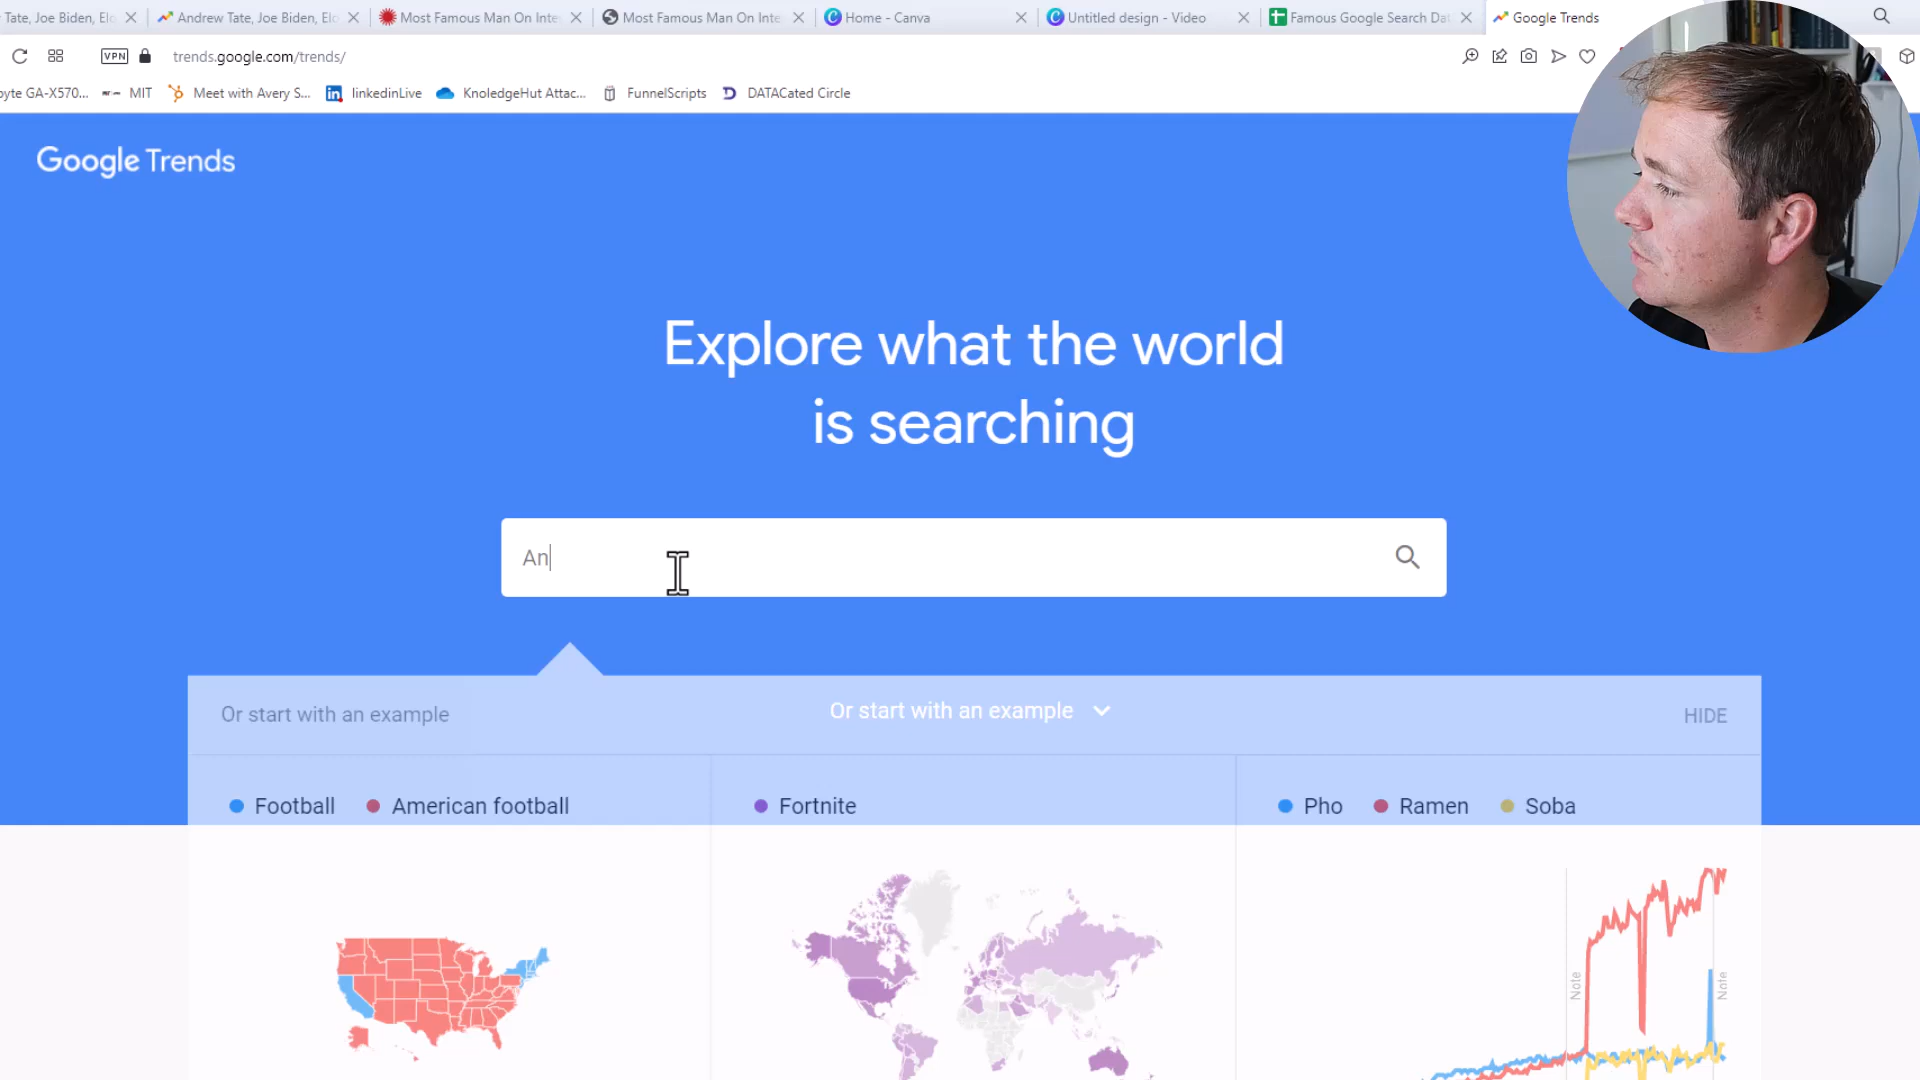 Tate, Joe Biden, El
Andrew Tate, Joe Biden, Elo
Most Famous Man On Inte
Most Famous Man On Inte
Home - Canva
Untitled design - Video
Famous Google Search Dat
Google Trends
VPN
trends.google.com/trends/
byte GA-X570...
MIT
Meet with Avery S...
linkedinLive
KnoledgeHut Attac...
FunnelScripts
DATACated Circle
Google Trends
Explore what the world
is searching
An
Or start with an example
Or start with an example
HIDE
Football
American football
Fortnite
Pho
Ramen
Soba
Note
Note